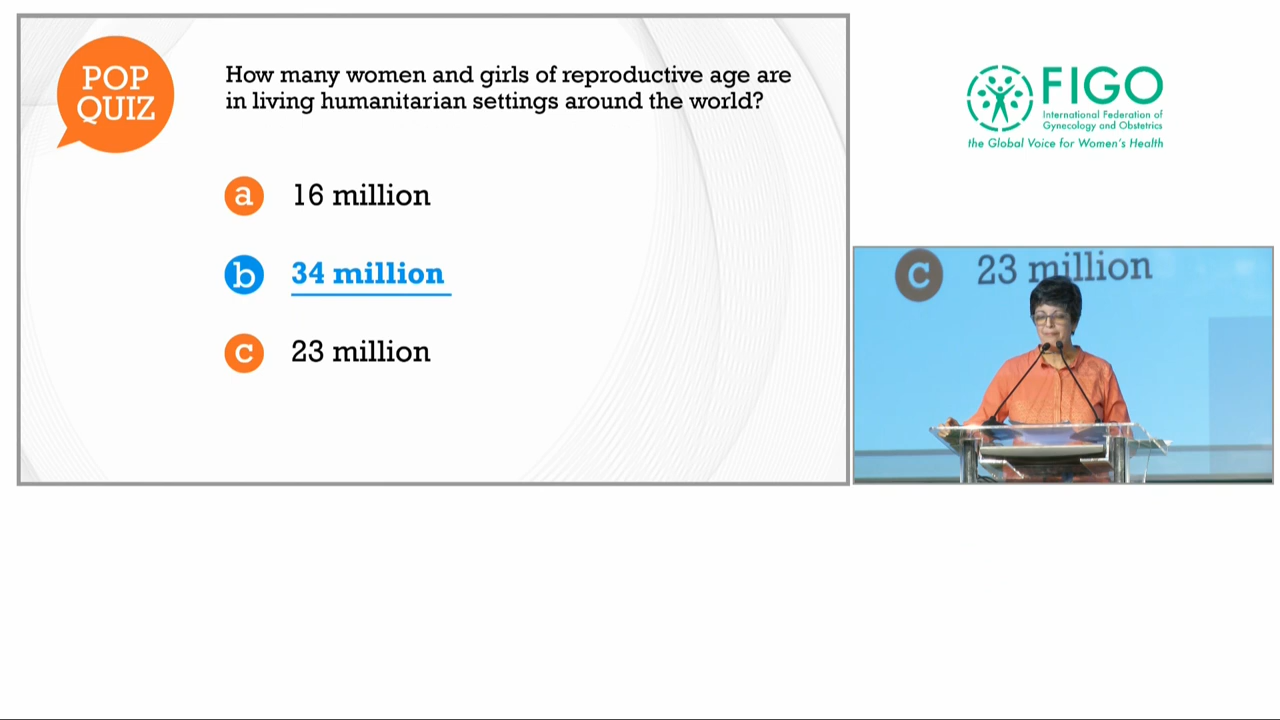 POP
QUIZ
How many women and girls of reproductive age are
in living humanitarian settings around the world?
a 16 million
b 34 million
c 23 million
FIGO
International Federation of
Gynecology and Obstetrics
the Global Voice for Women's Health
c 23 million